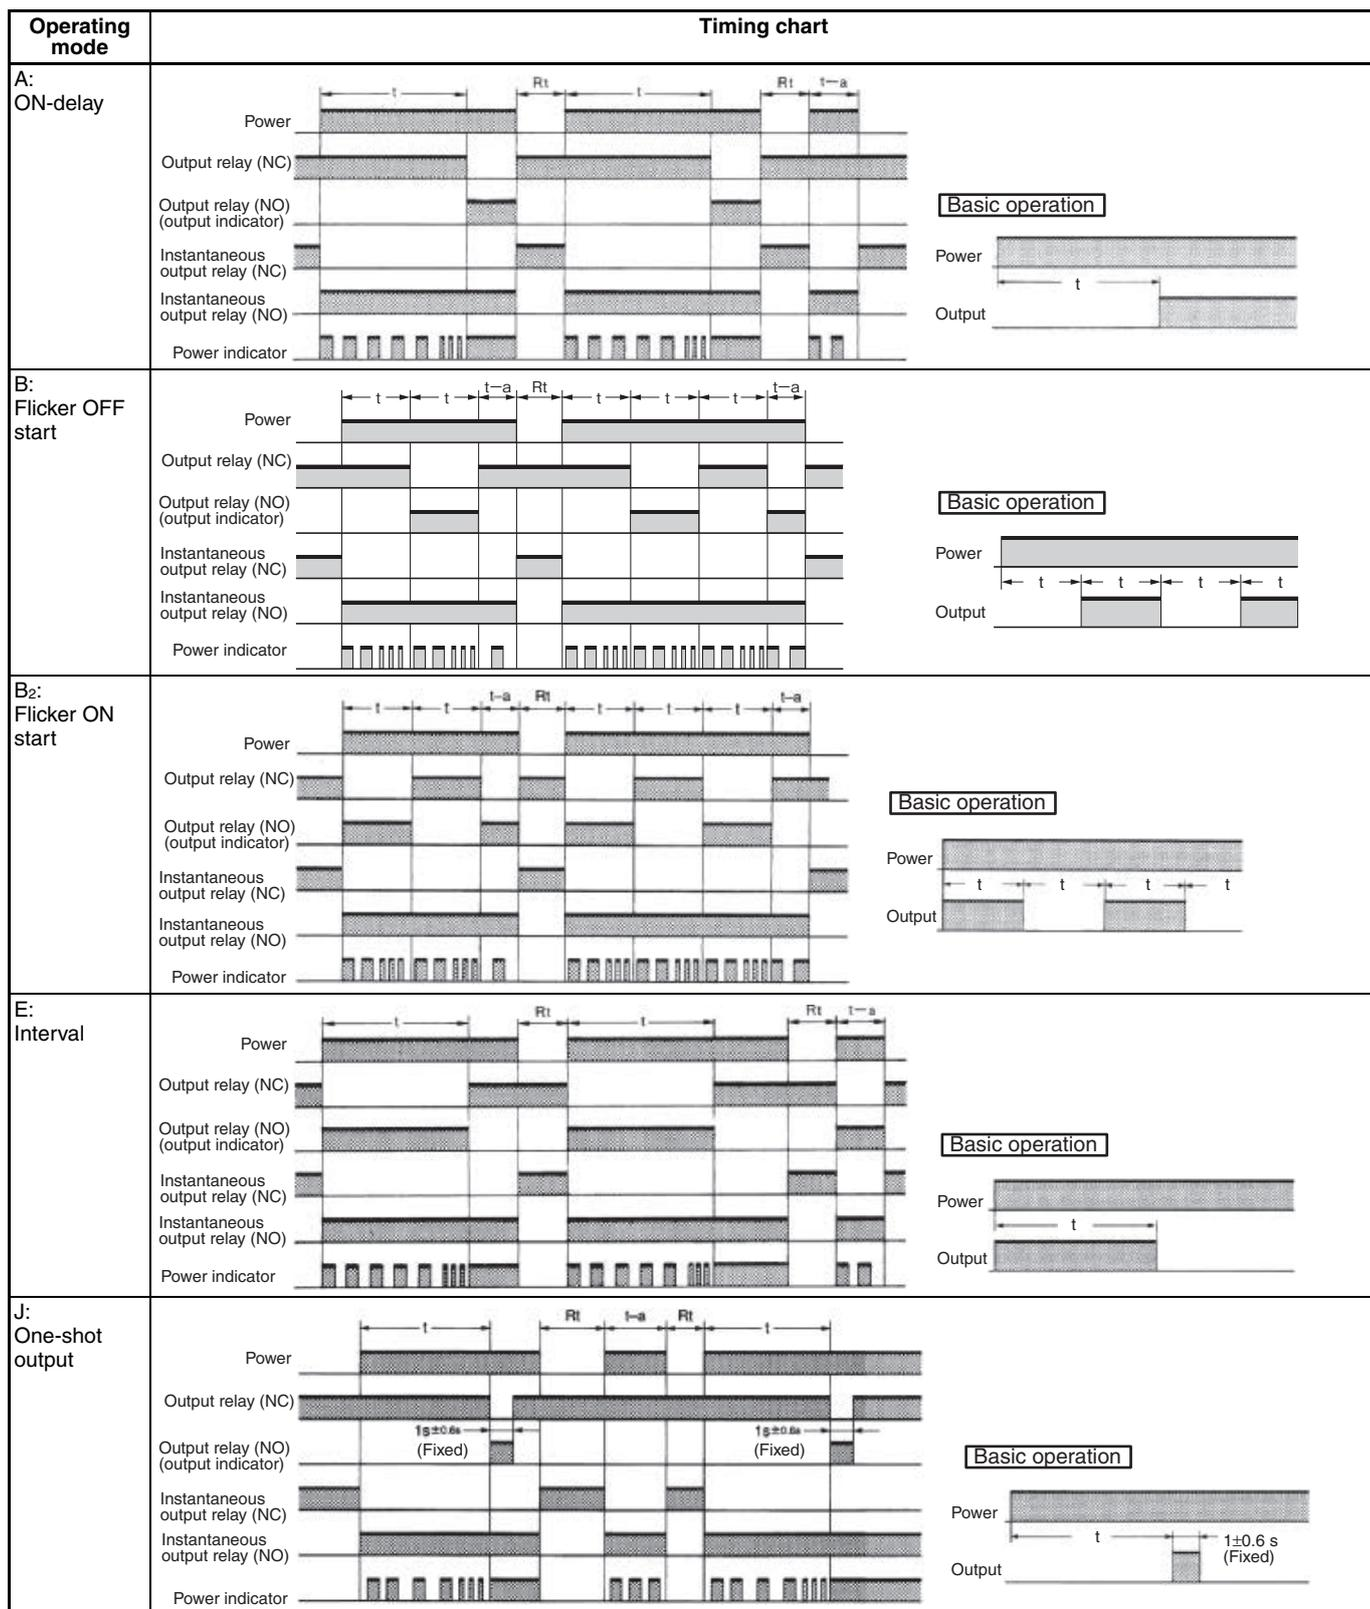 Operating
mode
Timing chart
A:
ON-delay
t
Rt
t
Rt
t-a
Power
Output relay (NC)
Output relay (NO)
(output indicator)
Instantaneous
output relay (NC)
Instantaneous
output relay (NO)
Power indicator
Basic operation
Power
t
Output
B:
Flicker OFF
start
t
t
t-a
Rt
t
t
t
t-a
Power
Output relay (NC)
Output relay (NO)
(output indicator)
Instantaneous
output relay (NC)
Instantaneous
output relay (NO)
Power indicator
Basic operation
Power
t
t
t
t
Output
B2:
Flicker ON
start
t
t
t-a
Rt
t
t
t
t-a
Power
Output relay (NC)
Output relay (NO)
(output indicator)
Instantaneous
output relay (NC)
Instantaneous
output relay (NO)
Power indicator
Basic operation
Power
t
t
t
t
Output
E:
Interval
t
Rt
t
Rt
t-a
Power
Output relay (NC)
Output relay (NO)
(output indicator)
Instantaneous
output relay (NC)
Instantaneous
output relay (NO)
Power indicator
Basic operation
Power
t
Output
J:
One-shot
output
t
Rt
t-a
Rt
t
Power
Output relay (NC)
1s±0.6s
(Fixed)
1s±0.6s
(Fixed)
Output relay (NO)
(output indicator)
Instantaneous
output relay (NC)
Instantaneous
output relay (NO)
Power indicator
Basic operation
Power
t
1±0.6 s
(Fixed)
Output